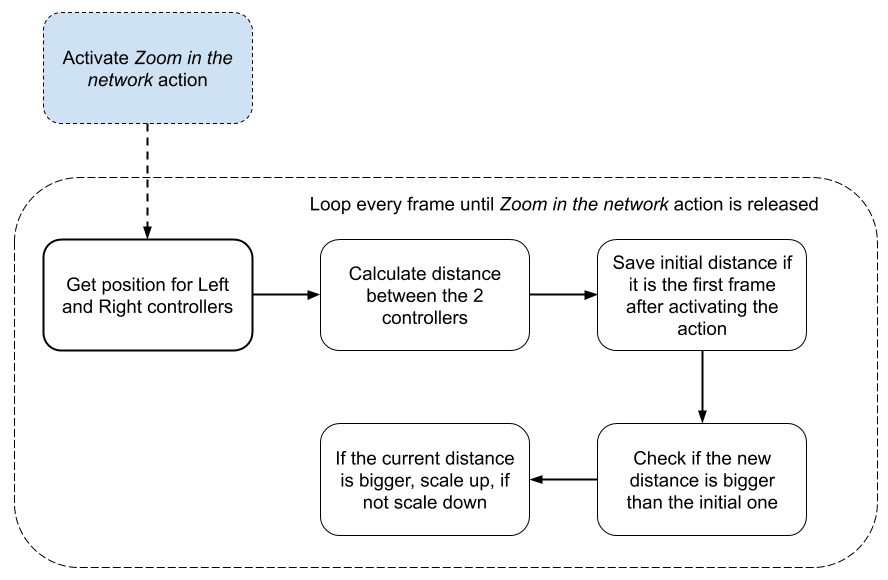 Activate Zoom in the
network action
Loop every frame until Zoom in the network action is released
Get position for Left
and Right controllers
Calculate distance
between the 2
controllers
Save initial distance if
it is the first frame
after activating the
action
If the current distance
is bigger, scale up, if
not scale down
Check if the new
distance is bigger
than the initial one